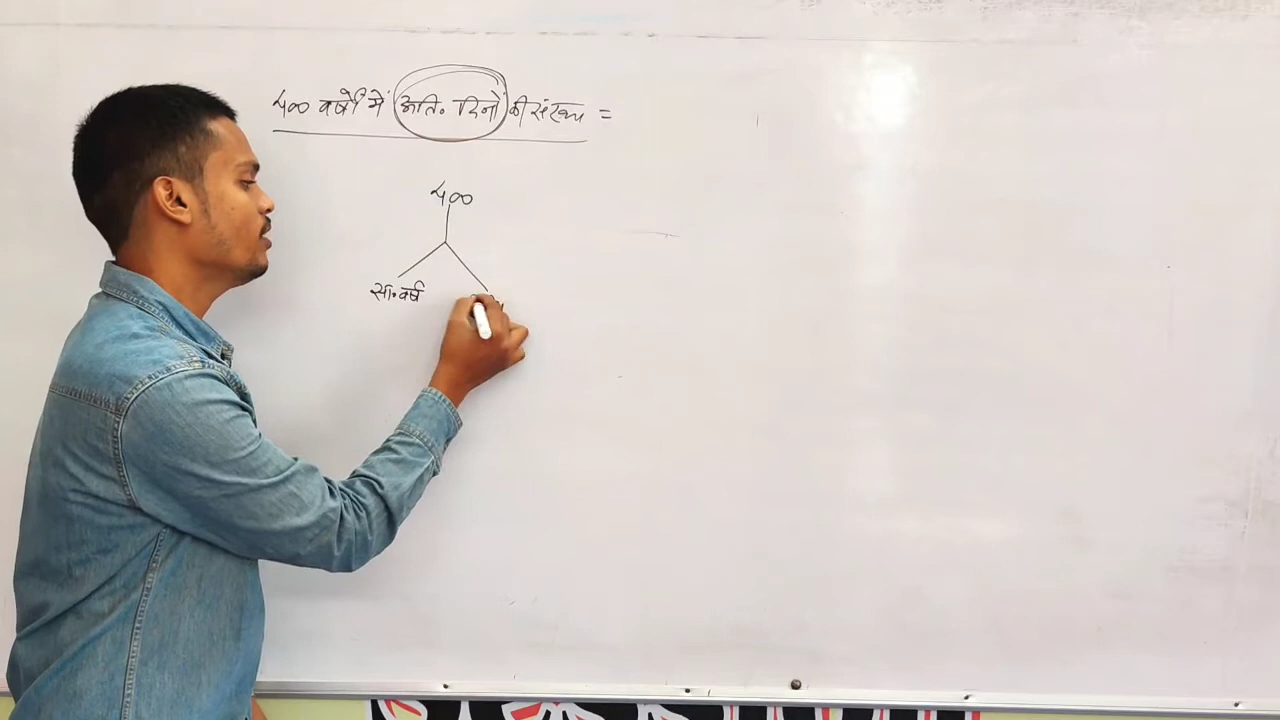 400 वर्षों में अति. दिनों की संख्या =
400
सा. वर्ष